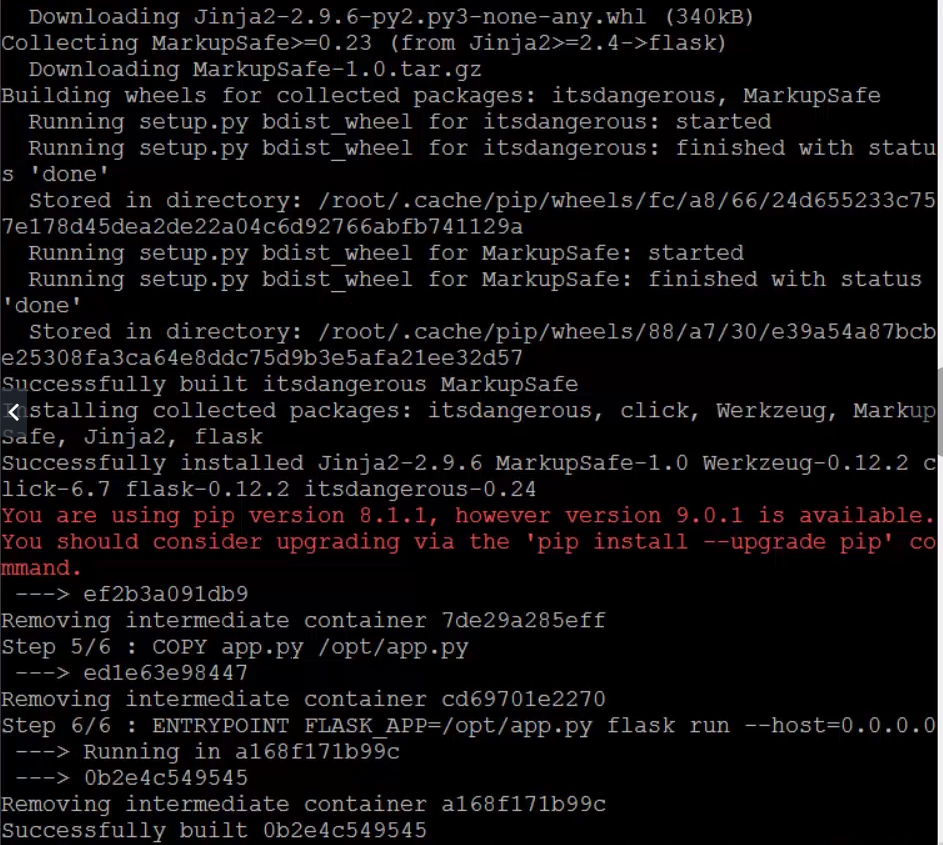 Downloading Jinja2-2.9.6-py2.py3-none-any.whl (340kB)
Collecting MarkupSafe>=0.23 (from Jinja2>=2.4->flask)
  Downloading MarkupSafe-1.0.tar.gz
Building wheels for collected packages: itsdangerous, MarkupSafe
  Running setup.py bdist_wheel for itsdangerous: started
  Running setup.py bdist_wheel for itsdangerous: finished with statu
s 'done'
  Stored in directory: /root/.cache/pip/wheels/fc/a8/66/24d655233c75
7e178d45dea2de22a04c6d92766abfb741129a
  Running setup.py bdist_wheel for MarkupSafe: started
  Running setup.py bdist_wheel for MarkupSafe: finished with status
'done'
  Stored in directory: /root/.cache/pip/wheels/88/a7/30/e39a54a87bcb
e25308fa3ca64e8ddc75d9b3e5afa21ee32d57
Successfully built itsdangerous MarkupSafe
Installing collected packages: itsdangerous, click, Werkzeug, Markup
Safe, Jinja2, flask
Successfully installed Jinja2-2.9.6 MarkupSafe-1.0 Werkzeug-0.12.2 c
lick-6.7 flask-0.12.2 itsdangerous-0.24
You are using pip version 8.1.1, however version 9.0.1 is available.
You should consider upgrading via the 'pip install --upgrade pip' co
mmand.
 ---> ef2b3a091db9
Removing intermediate container 7de29a285eff
Step 5/6 : COPY app.py /opt/app.py
 ---> ed1e63e98447
Removing intermediate container cd69701e2270
Step 6/6 : ENTRYPOINT FLASK_APP=/opt/app.py flask run --host=0.0.0.0
 ---> Running in a168f171b99c
 ---> 0b2e4c549545
Removing intermediate container a168f171b99c
Successfully built 0b2e4c549545